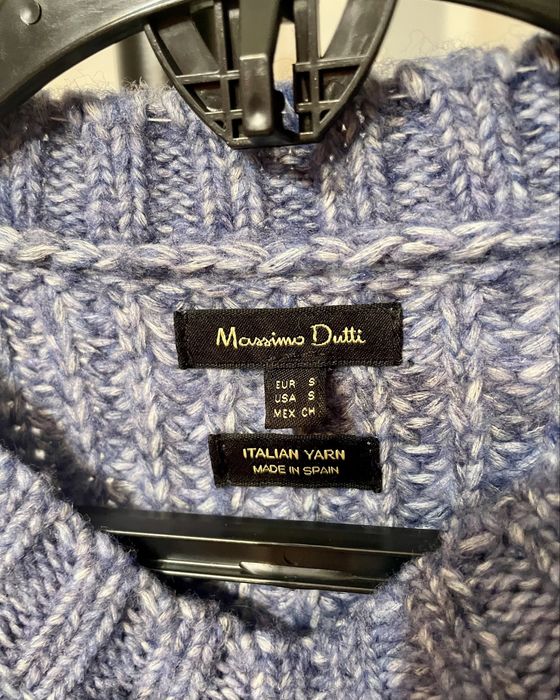 Massimo Dutti
EUR S
USA S
MEX CH
ITALIAN YARN
MADE IN SPAIN